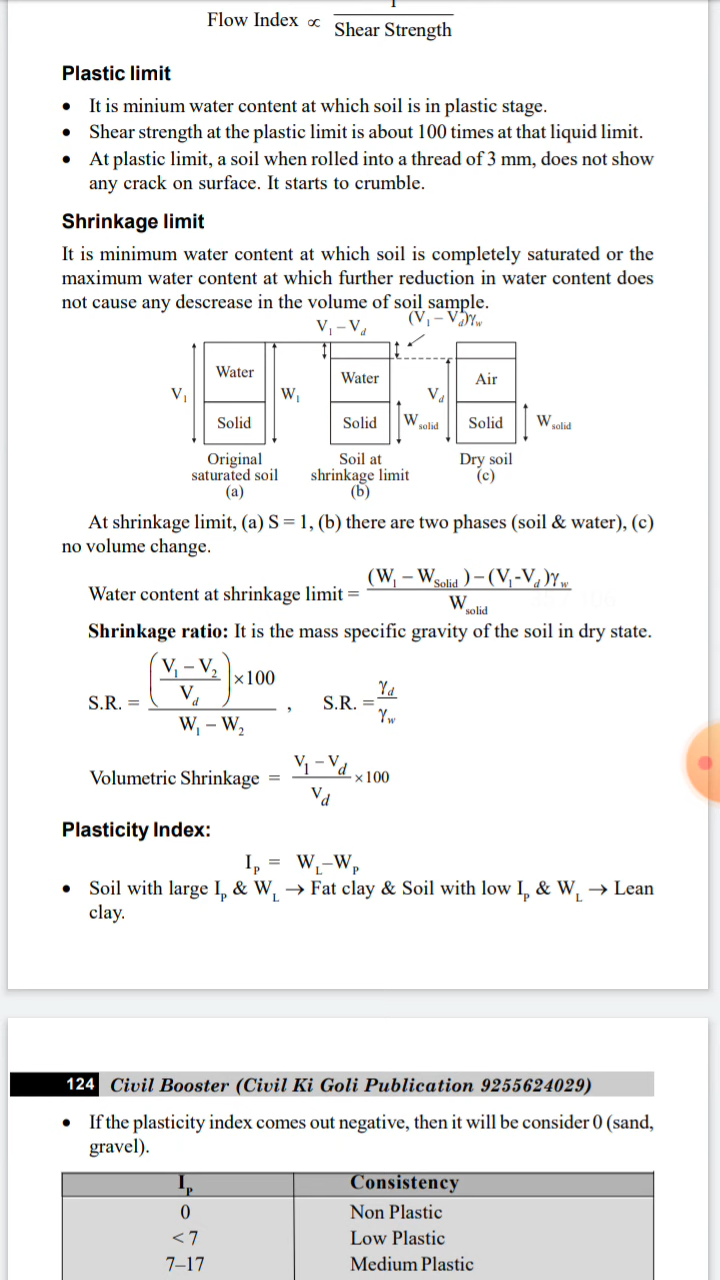 Flow Index ∝ 1 / Shear Strength
Plastic limit
• It is minium water content at which soil is in plastic stage.
• Shear strength at the plastic limit is about 100 times at that liquid limit.
• At plastic limit, a soil when rolled into a thread of 3 mm, does not show
any crack on surface. It starts to crumble.
Shrinkage limit
It is minimum water content at which soil is completely saturated or the
maximum water content at which further reduction in water content does
not cause any descrease in the volume of soil sample.
V₁ – V_d (V₁ – V_d)γ_w
Water Water Air
V₁ W₁ V_d
Solid Solid W_solid Solid W_solid
Original Soil at Dry soil
saturated soil shrinkage limit (c)
(a) (b)
At shrinkage limit, (a) S = 1, (b) there are two phases (soil & water), (c)
no volume change.
Water content at shrinkage limit = ((W₁ – W_Solid) – (V₁-V_d)γ_w) / W_solid
Shrinkage ratio: It is the mass specific gravity of the soil in dry state.
S.R. = (((V₁ – V₂) / V_d) × 100) / (W₁ – W₂) , S.R. = γ_d / γ_w
Volumetric Shrinkage = (V₁ – V_d) / V_d × 100
Plasticity Index:
I_P = W_L–W_P
• Soil with large I_P & W_L → Fat clay & Soil with low I_P & W_L → Lean
clay.
124 Civil Booster (Civil Ki Goli Publication 9255624029)
• If the plasticity index comes out negative, then it will be consider 0 (sand,
gravel).
I_P Consistency
0 Non Plastic
< 7 Low Plastic
7–17 Medium Plastic